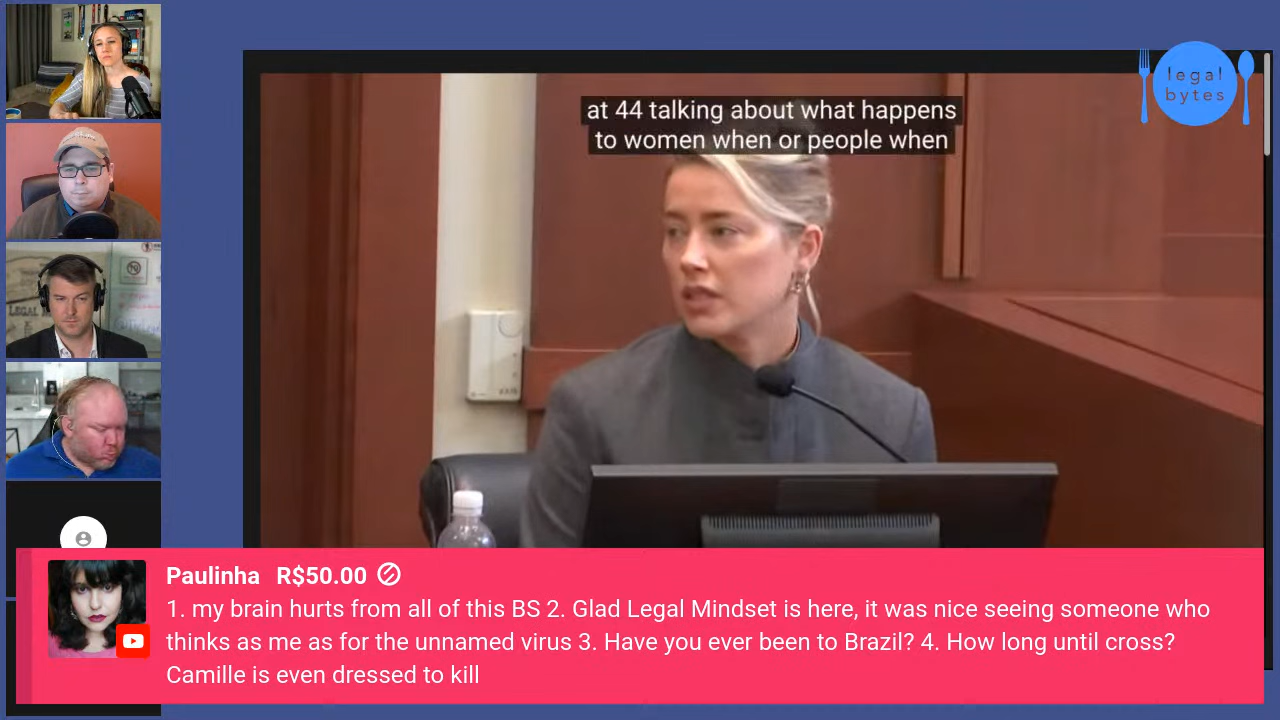 legal
bytes
at 44 talking about what happens
to women when or people when
Paulinha R$50.00
1. my brain hurts from all of this BS 2. Glad Legal Mindset is here, it was nice seeing someone who
thinks as me as for the unnamed virus 3. Have you ever been to Brazil? 4. How long until cross?
Camille is even dressed to kill